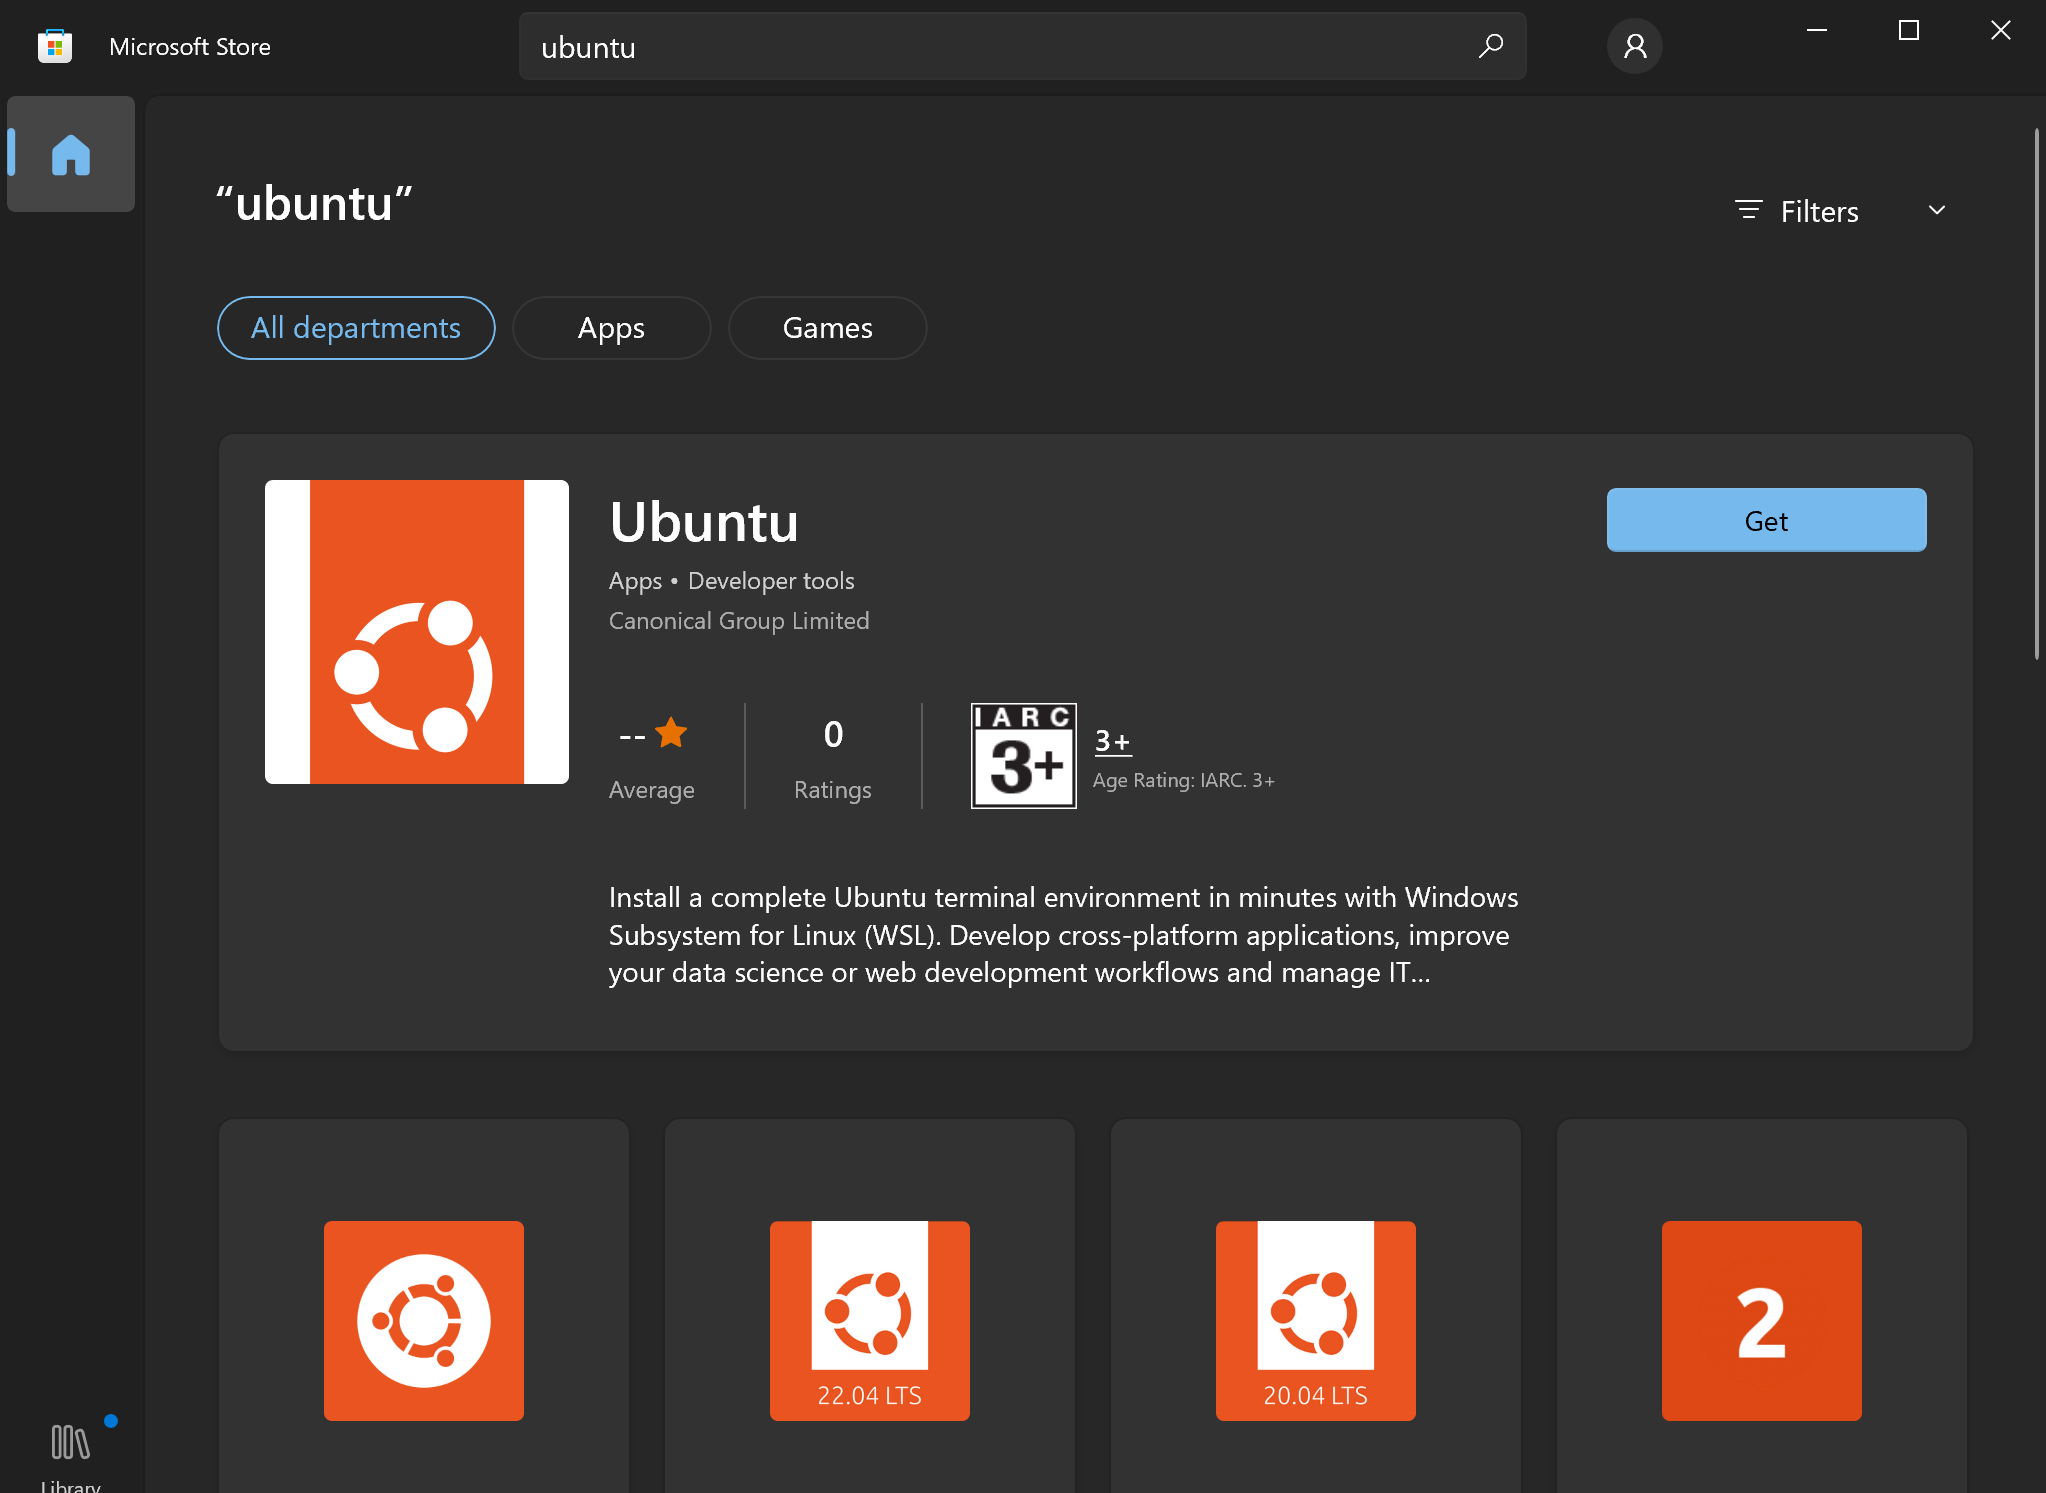 Microsoft Store
ubuntu
“ubuntu”
Filters
All departments
Apps
Games
Ubuntu
Get
Apps • Developer tools
Canonical Group Limited
--
0
IARC
3+
3+
Average
Ratings
Age Rating: IARC. 3+
Install a complete Ubuntu terminal environment in minutes with Windows
Subsystem for Linux (WSL). Develop cross-platform applications, improve
your data science or web development workflows and manage IT...
22.04 LTS
20.04 LTS
2
Library